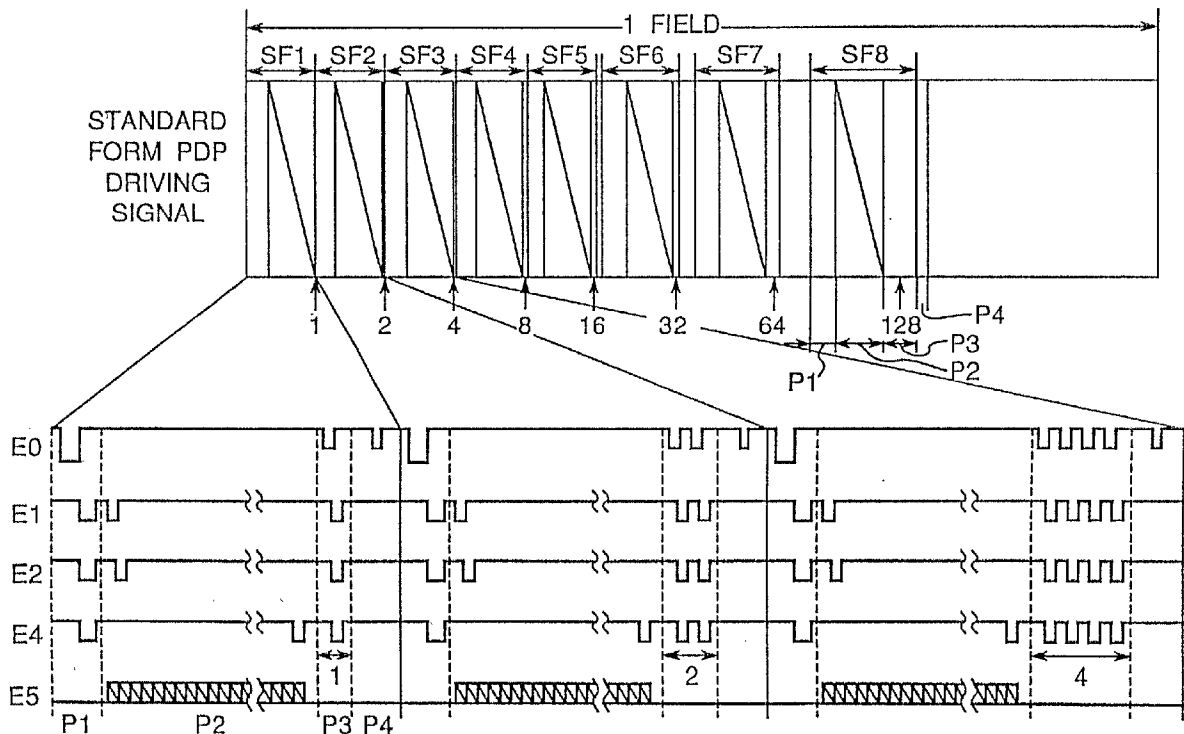 1 FIELD
SF1 SF2 SF3 SF4 SF5 SF6 SF7 SF8
STANDARD
FORM PDP
DRIVING
SIGNAL
1 2 4 8 16 32 64 128
P4
P3
P2
P1
E0
E1
E2
E4
1 2 4
E5
P1 P2 P3 P4